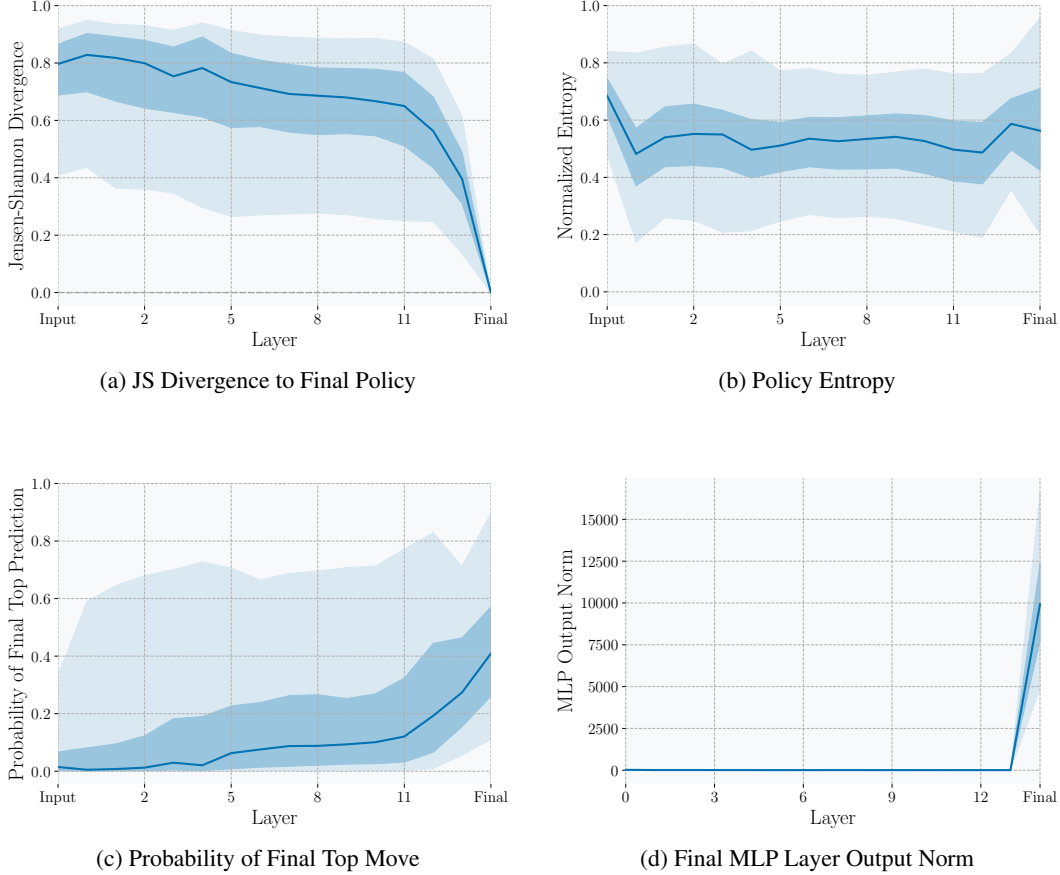 Jensen-Shannon Divergence
1.0
0.8
0.6
0.4
0.2
0.0
Input
2
5
8
11
Final
Layer
(a) JS Divergence to Final Policy
Normalized Entropy
1.0
0.8
0.6
0.4
0.2
0.0
Input
2
5
8
11
Final
Layer
(b) Policy Entropy
Probability of Final Top Prediction
1.0
0.8
0.6
0.4
0.2
0.0
Input
2
5
8
11
Final
Layer
(c) Probability of Final Top Move
MLP Output Norm
15000
12500
10000
7500
5000
2500
0
0
3
6
9
12
Final
Layer
(d) Final MLP Layer Output Norm